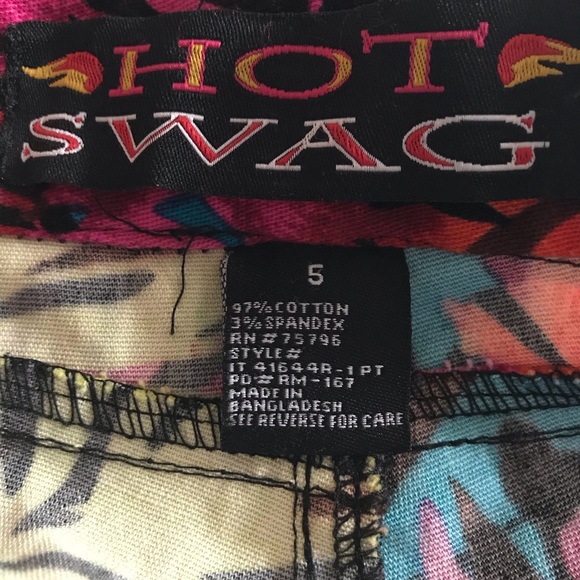 HOT
SWAG
5
97% COTTON
3% SPANDEX
RN # 75796
STYLE#
IT 41644R-1 PT
PD# RM-167
MADE IN
BANGLADESH
SEE REVERSE FOR CARE